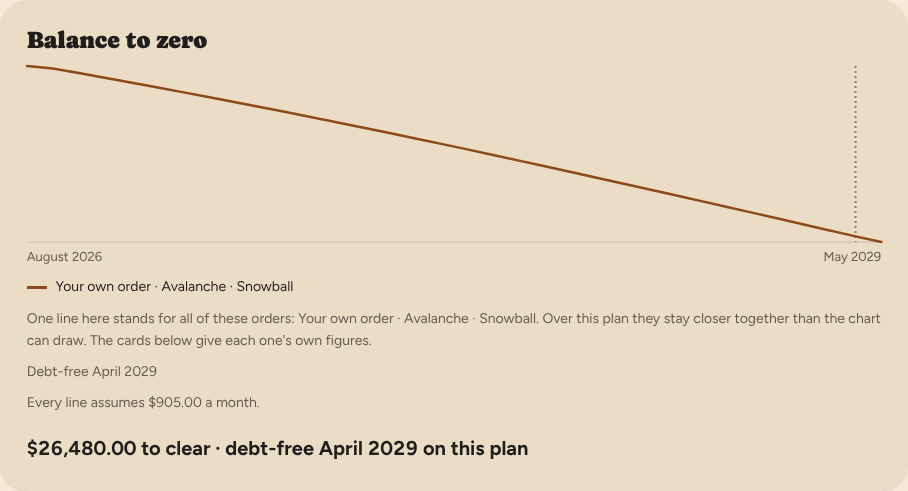 Balance to zero
August 2026
May 2029
Your own order · Avalanche · Snowball
One line here stands for all of these orders: Your own order · Avalanche · Snowball. Over this plan they stay closer together than the chart
can draw. The cards below give each one's own figures.
Debt-free April 2029
Every line assumes $905.00 a month.
$26,480.00 to clear · debt-free April 2029 on this plan